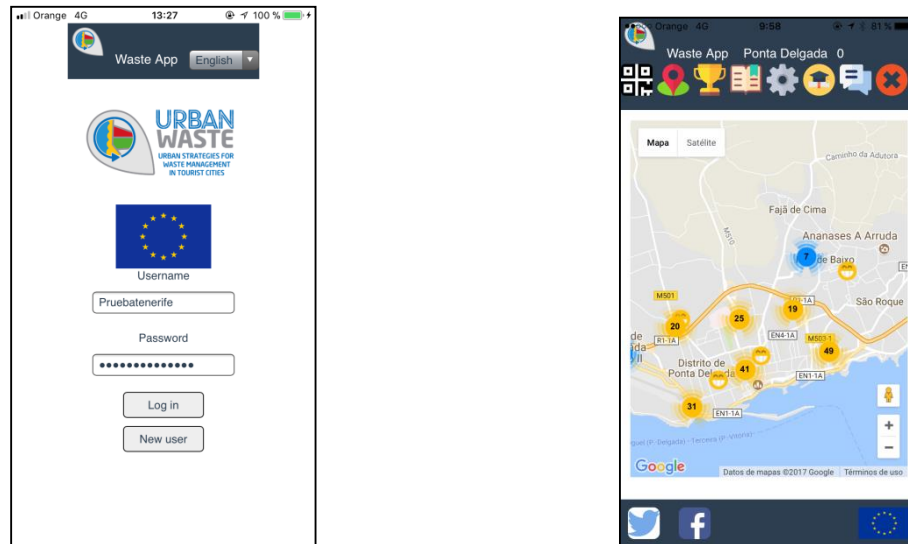 Orange 4G 13:27 100 %
Waste App English
URBAN
WASTE
URBAN STRATEGIES FOR
WASTE MANAGEMENT
IN TOURIST CITIES
Username
Pruebatenerife
Password
Log in
New user
Orange 4G 9:58 81 %
Waste App Ponta Delgada 0
Mapa Satélite
Caminho da Adutora
Fajã de Cima
M510
Ananases A Arruda
7
de Baixo
M501
São Roque
19
25
20
R1-1A
EN4-1A
M503-1
49
Distrito de
Ponta Delgada
41
EN1-1A
31
EN1-1A
Google
Datos de mapas ©2017 Google Términos de uso